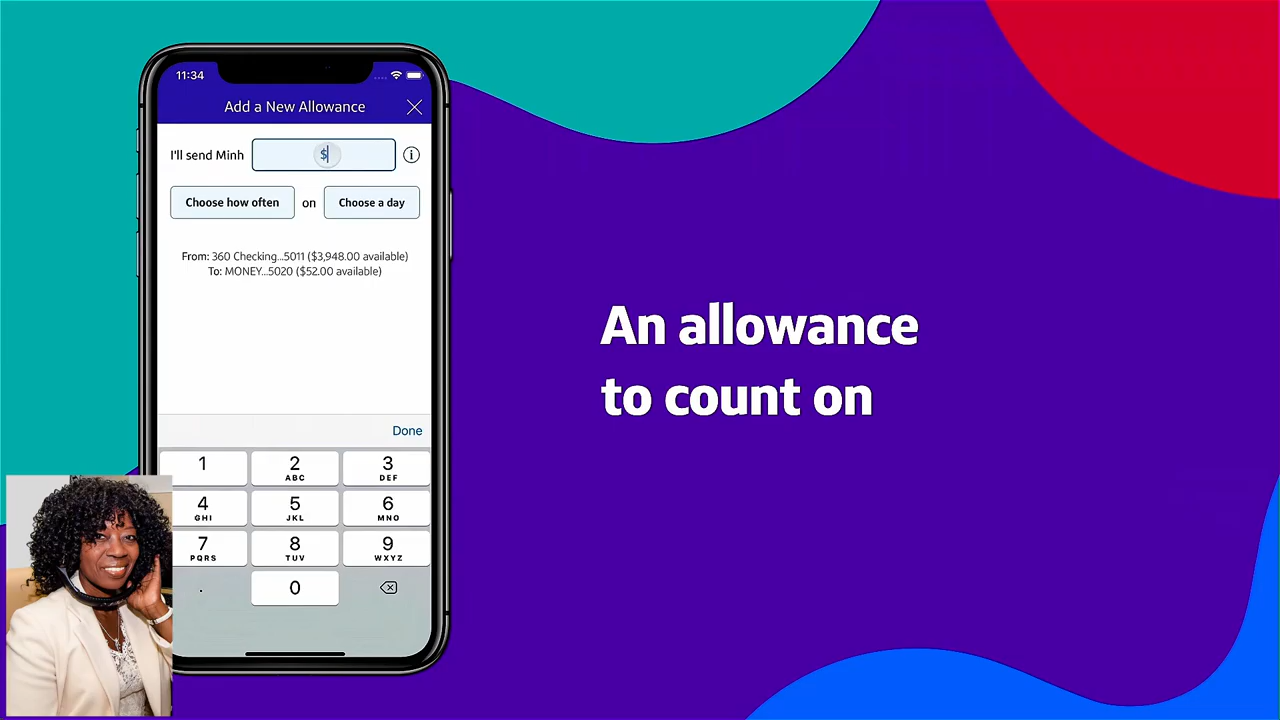 11:34
Add a New Allowance
I'll send Minh $
Choose how often on Choose a day
From: 360 Checking...5011 ($3,948.00 available)
To: MONEY...5020 ($52.00 available)
An allowance
to count on
Done
1 2 3
ABC DEF
4 5 6
GHI JKL MNO
7 8 9
PQRS TUV WXYZ
. 0